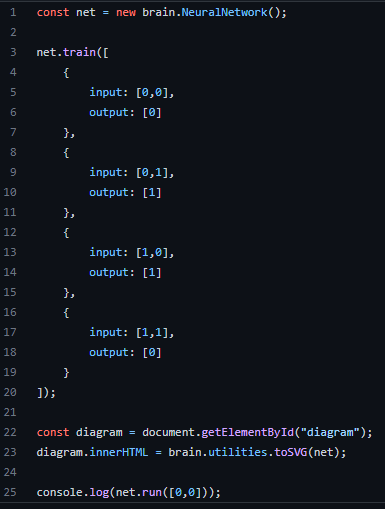 1 const net = new brain.NeuralNetwork();
2
3 net.train([
4     {
5         input: [0,0],
6         output: [0]
7     },
8     {
9         input: [0,1],
10         output: [1]
11     },
12     {
13         input: [1,0],
14         output: [1]
15     },
16     {
17         input: [1,1],
18         output: [0]
19     }
20 ]);
21
22 const diagram = document.getElementById("diagram");
23 diagram.innerHTML = brain.utilities.toSVG(net);
24
25 console.log(net.run([0,0]));